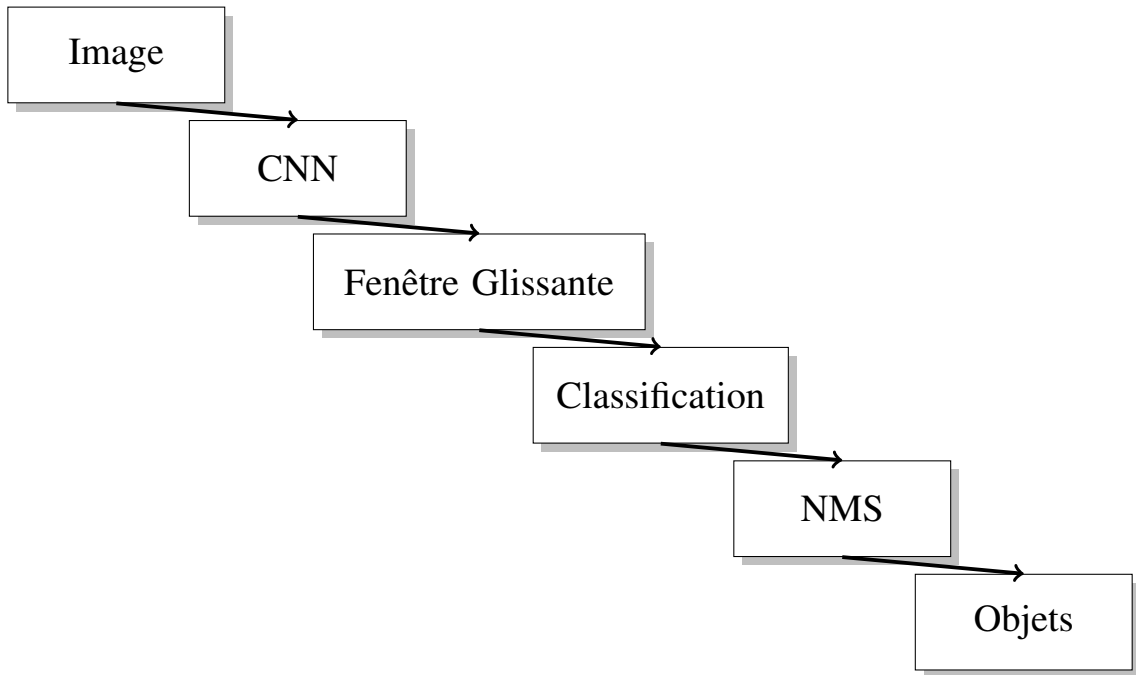 Image
CNN
Fenêtre Glissante
Classification
NMS
Objets